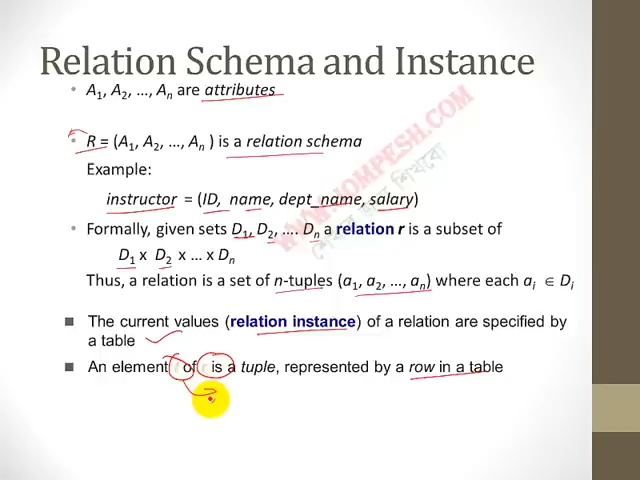 Relation Schema and Instance
• A1, A2, …, An are attributes
• R = (A1, A2, …, An ) is a relation schema
Example:
instructor = (ID, name, dept_name, salary)
• Formally, given sets D1, D2, …. Dn a relation r is a subset of
D1 x D2 x … x Dn
Thus, a relation is a set of n-tuples (a1, a2, …, an) where each ai ∈ Di
■ The current values (relation instance) of a relation are specified by
a table
■ An element t of r is a tuple, represented by a row in a table